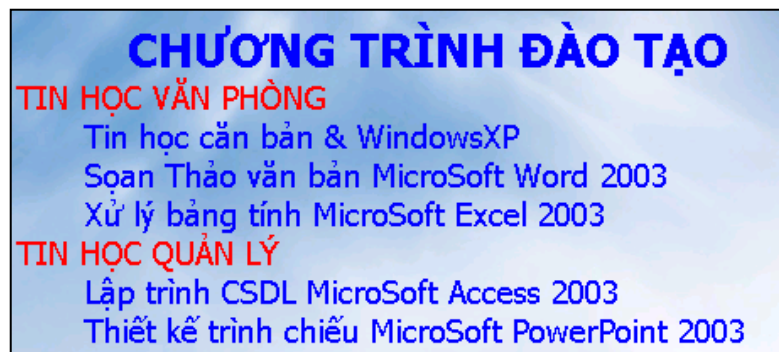 CHƯƠNG TRÌNH ĐÀO TẠO
TIN HỌC VĂN PHÒNG
Tin học căn bản & WindowsXP
Sọan Thảo văn bản MicroSoft Word 2003
Xử lý bảng tính MicroSoft Excel 2003
TIN HỌC QUẢN LÝ
Lập trình CSDL MicroSoft Access 2003
Thiết kế trình chiếu MicroSoft PowerPoint 2003